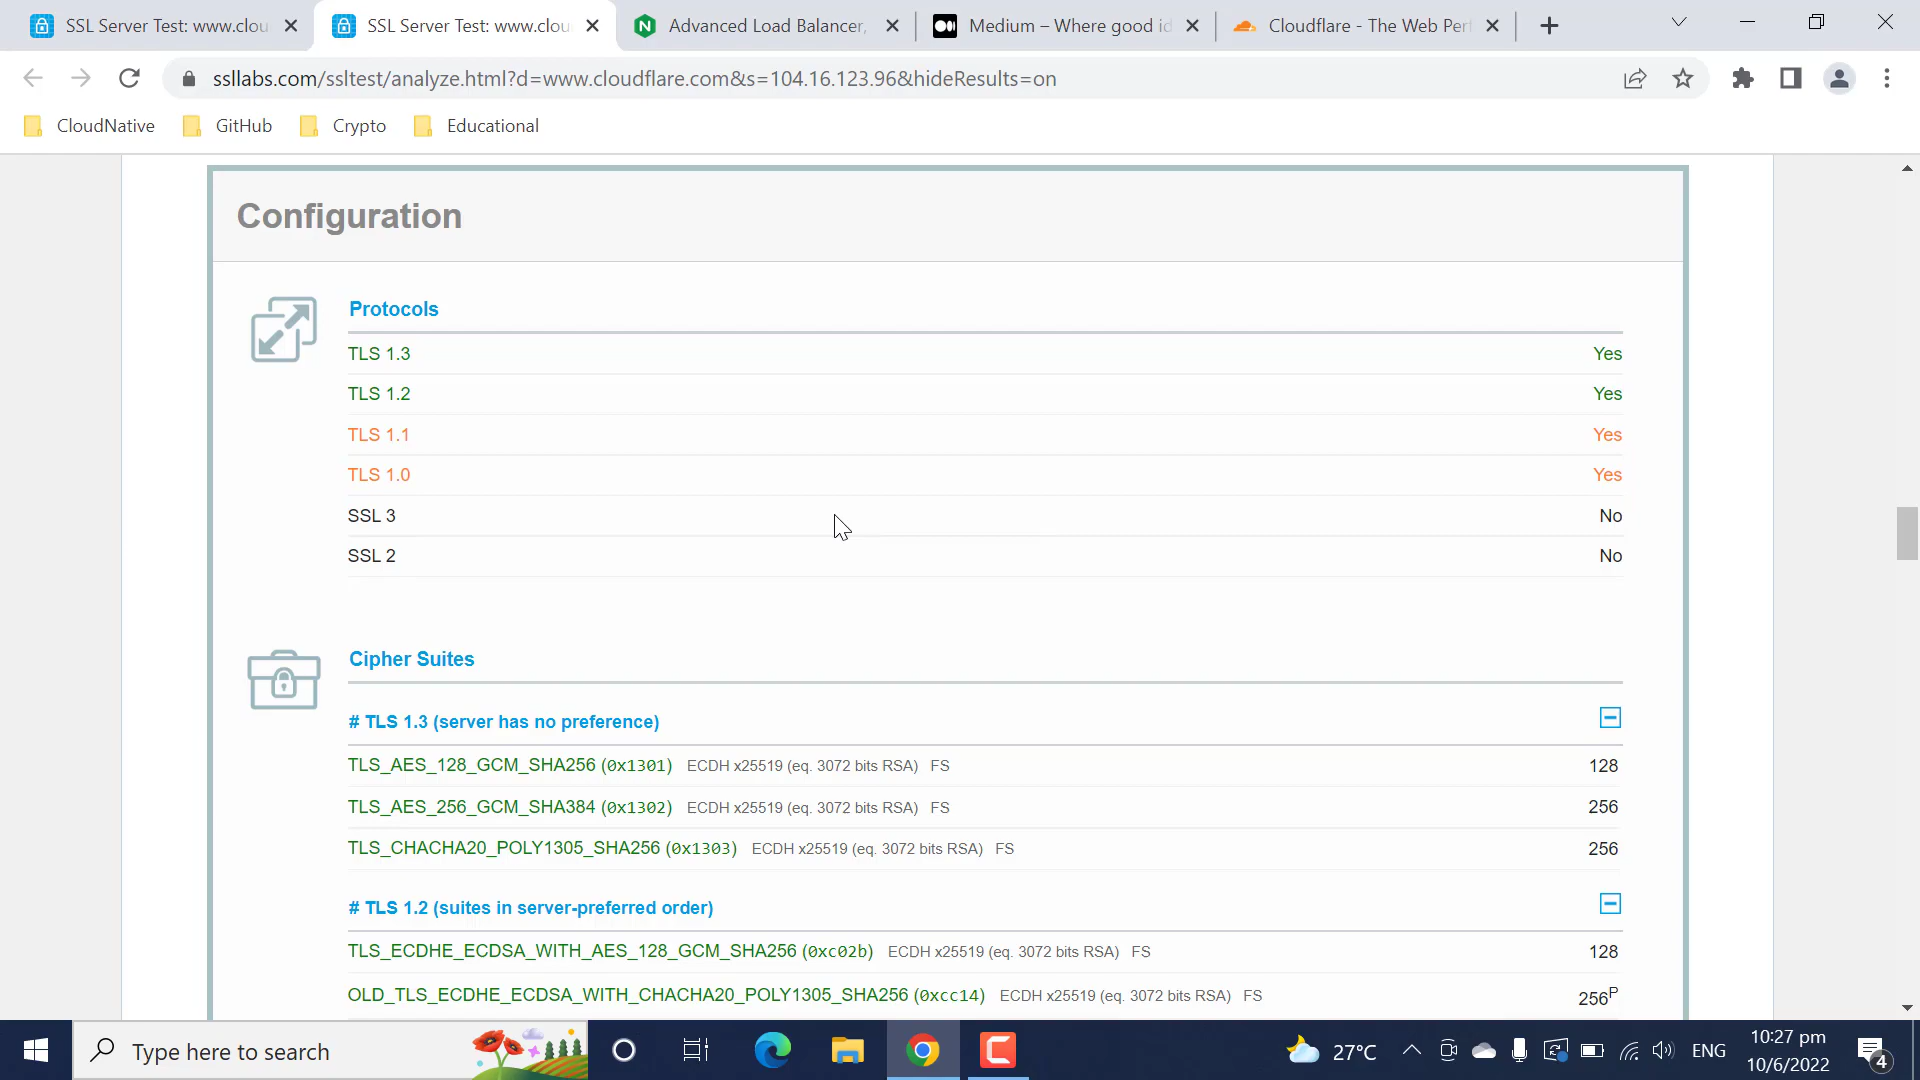 SSL Server Test: www.clou
SSL Server Test: www.clou
Advanced Load Balancer,
Medium – Where good id
Cloudflare - The Web Perf
ssllabs.com/ssltest/analyze.html?d=www.cloudflare.com&s=104.16.123.96&hideResults=on
CloudNative
GitHub
Crypto
Educational
Configuration
Protocols
TLS 1.3 Yes
TLS 1.2 Yes
TLS 1.1 Yes
TLS 1.0 Yes
SSL 3 No
SSL 2 No
Cipher Suites
# TLS 1.3 (server has no preference)
TLS_AES_128_GCM_SHA256 (0x1301) ECDH x25519 (eq. 3072 bits RSA) FS 128
TLS_AES_256_GCM_SHA384 (0x1302) ECDH x25519 (eq. 3072 bits RSA) FS 256
TLS_CHACHA20_POLY1305_SHA256 (0x1303) ECDH x25519 (eq. 3072 bits RSA) FS 256
# TLS 1.2 (suites in server-preferred order)
TLS_ECDHE_ECDSA_WITH_AES_128_GCM_SHA256 (0xc02b) ECDH x25519 (eq. 3072 bits RSA) FS 128
OLD_TLS_ECDHE_ECDSA_WITH_CHACHA20_POLY1305_SHA256 (0xcc14) ECDH x25519 (eq. 3072 bits RSA) FS 256P
Type here to search
27°C
ENG
10:27 pm
10/6/2022
4